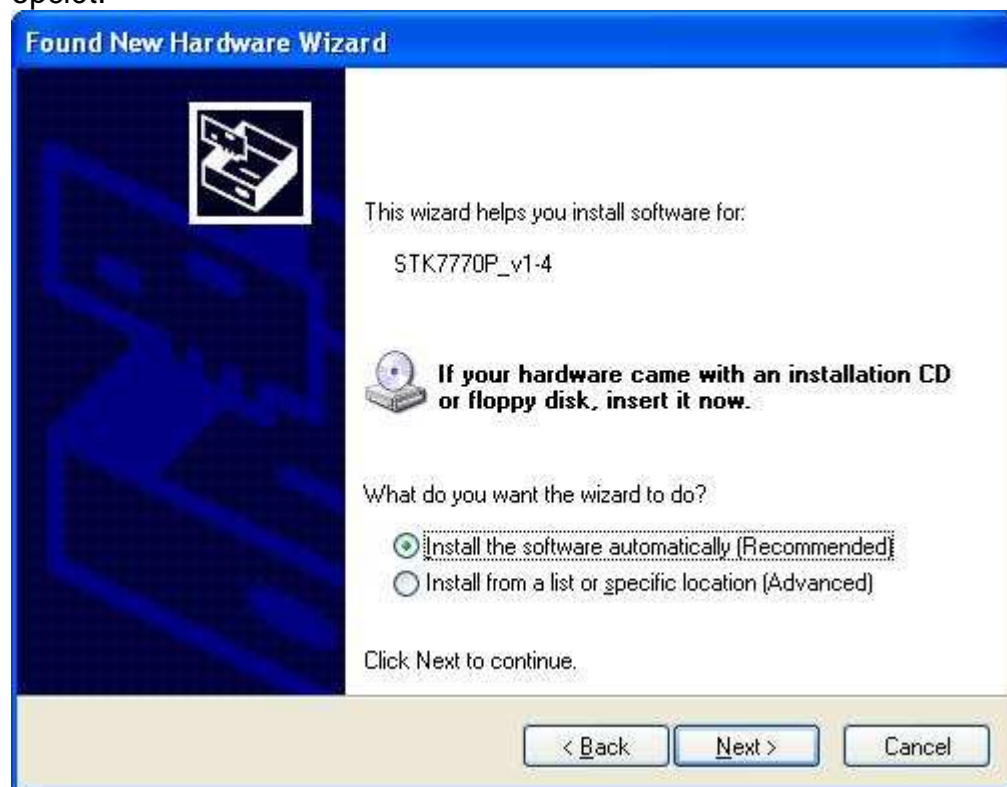 Found New Hardware Wizard
This wizard helps you install software for:
STK7770P_v1-4
If your hardware came with an installation CD
or floppy disk, insert it now.
What do you want the wizard to do?
Install the software automatically (Recommended)
Install from a list or specific location (Advanced)
Click Next to continue.
< Back
Next >
Cancel